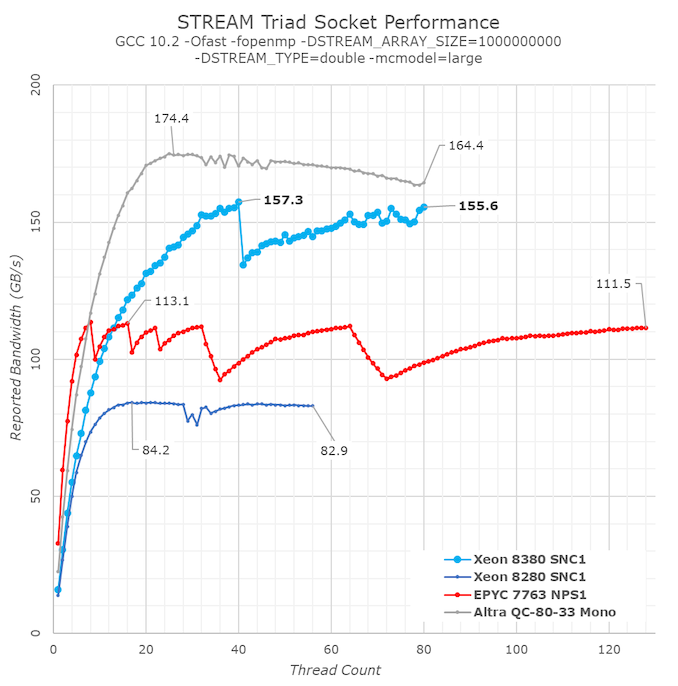 STREAM Triad Socket Performance
GCC 10.2 -Ofast -fopenmp -DSTREAM_ARRAY_SIZE=1000000000
-DSTREAM_TYPE=double -mcmodel=large
200
150
100
50
0
Reported Bandwidth (GB/s)
174.4
164.4
157.3
155.6
113.1
111.5
84.2
82.9
Xeon 8380 SNC1
Xeon 8280 SNC1
EPYC 7763 NPS1
Altra QC-80-33 Mono
0 20 40 60 80 100 120
Thread Count